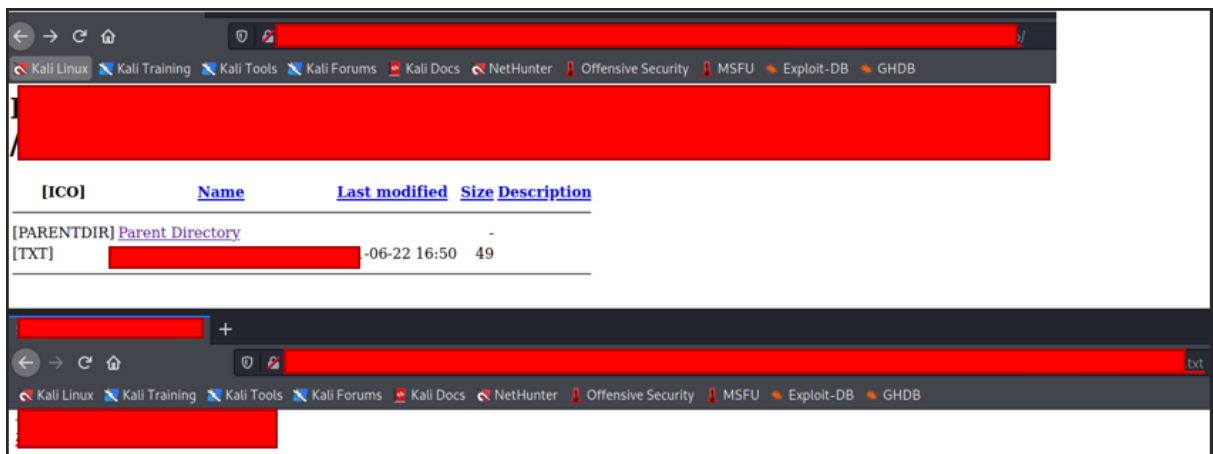 /
Kali Linux Kali Training Kali Tools Kali Forums Kali Docs NetHunter Offensive Security MSFU Exploit-DB GHDB
/
[ICO] Name Last modified Size Description
[PARENTDIR] Parent Directory -
[TXT] -06-22 16:50 49
+
.txt
Kali Linux Kali Training Kali Tools Kali Forums Kali Docs NetHunter Offensive Security MSFU Exploit-DB GHDB